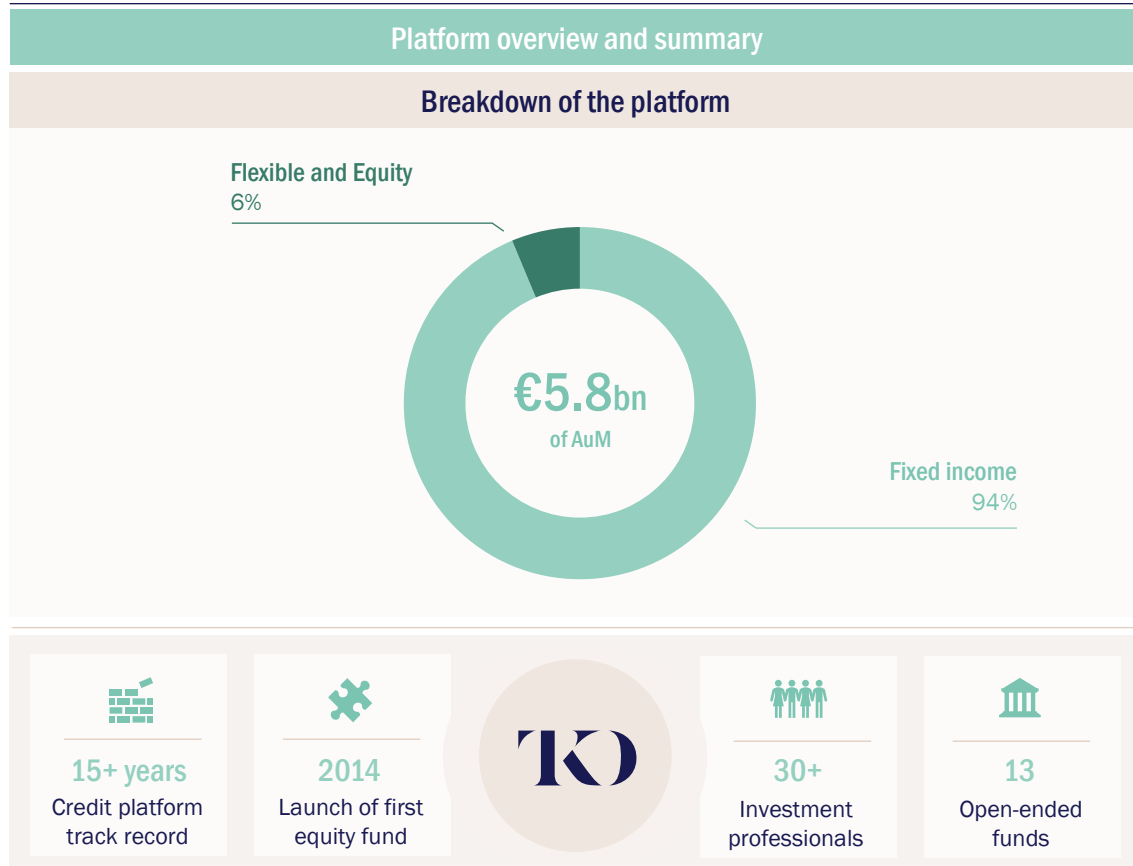 Platform overview and summary
Breakdown of the platform
Flexible and Equity
6%
€5.8bn
of AuM
Fixed income
94%
15+ years
Credit platform
track record
2014
Launch of first
equity fund
TKO
30+
Investment
professionals
13
Open-ended
funds